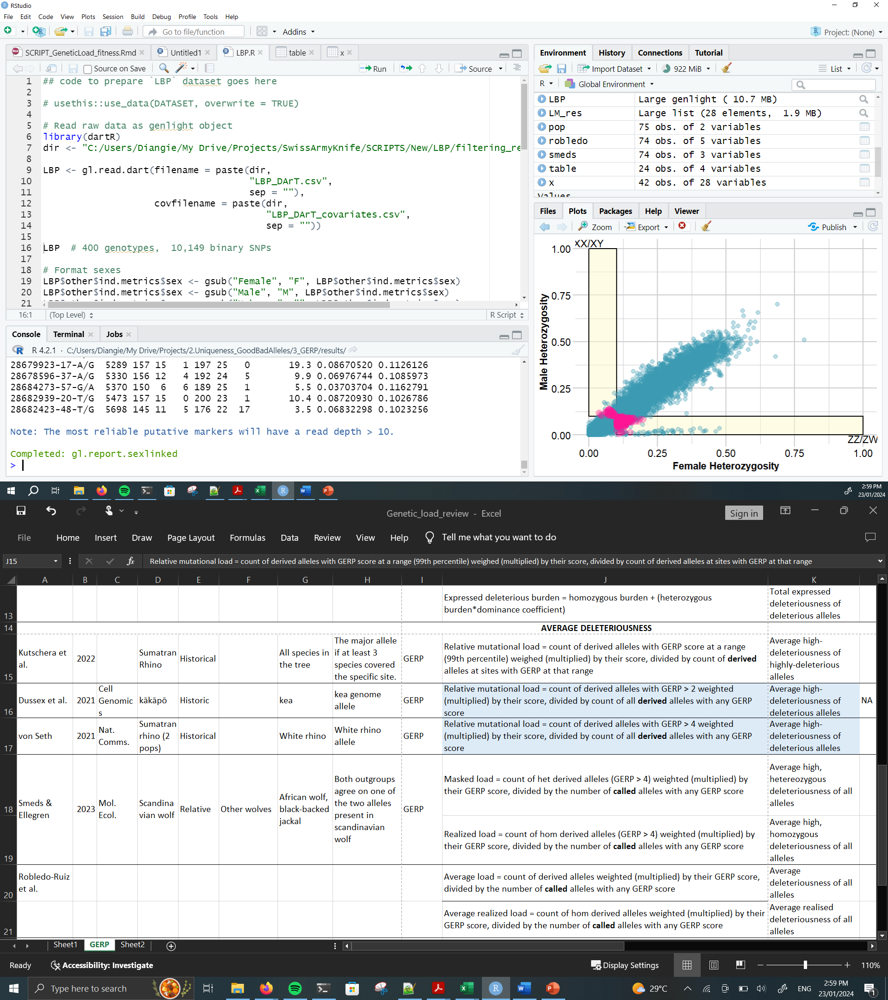 RStudio
File Edit Code View Plots Session Build Debug Profile Tools Help
Go to file/function Addins Project: (None)
SCRIPT_GeneticLoad_fitness.Rmd Untitled1 LBP.R table x
Source on Save Run Source
1 ## code to prepare `LBP` dataset goes here
2
3 # usethis::use_data(DATASET, overwrite = TRUE)
4
5 # Read raw data as genlight object
6 library(dartR)
7 dir <- "C:/Users/Diangie/My Drive/Projects/SwissArmyKnife/SCRIPTS/New/LBP/filtering_re
8
9 LBP <- gl.read.dart(filename = paste(dir,
10 "LBP_DArT.csv",
11 sep = ""),
12 covfilename = paste(dir,
13 "LBP_DArT_covariates.csv",
14 sep = ""))
15
16 LBP # 400 genotypes, 10,149 binary SNPs
17
18 # Format sexes
19 LBP$other$ind.metrics$sex <- gsub("Female", "F", LBP$other$ind.metrics$sex)
20 LBP$other$ind.metrics$sex <- gsub("Male", "M", LBP$other$ind.metrics$sex)
21
16:1 (Top Level) R Script
Console Terminal Jobs
R 4.2.1 · C:/Users/Diangie/My Drive/Projects/2.Uniqueness_GoodBadAlleles/3_GERP/results/
28679923-17-A/G 5289 157 15 1 197 25 0 19.3 0.08670520 0.1126126
28678596-37-A/G 5330 156 12 4 192 24 5 9.9 0.06976744 0.1085973
28684273-57-G/A 5370 150 6 6 189 25 1 5.5 0.03703704 0.1162791
28682939-20-T/G 5473 157 15 0 200 23 1 10.4 0.08720930 0.1026786
28682423-48-T/G 5698 145 11 5 176 22 17 3.5 0.06832298 0.1023256
Note: The most reliable putative markers will have a read depth > 10.
Completed: gl.report.sexlinked
>
Environment History Connections Tutorial
Import Dataset 922 MiB List
R Global Environment
LBP Large genlight ( 10.7 MB)
LM_res Large list (28 elements, 1.9 MB)
pop 75 obs. of 2 variables
robledo 74 obs. of 5 variables
smeds 74 obs. of 3 variables
table 24 obs. of 4 variables
x 42 obs. of 28 variables
Values
Files Plots Packages Help Viewer
Zoom Export Publish
XX/XY
1.00
0.75
0.50
0.25
0.00
Male Heterozygosity
ZZ/ZW
0.00 0.25 0.50 0.75 1.00
Female Heterozygosity
2:59 PM
23/01/2024
Genetic_load_review - Excel Sign in
File Home Insert Draw Page Layout Formulas Data Review View Help Tell me what you want to do
J15 fx Relative mutational load = count of derived alleles with GERP score at a range (99th percentile) weighed (multiplied) by their score, divided by count of derived alleles at sites with GERP at that range
A B C D E F G H I J K
13
Expressed deleterious burden = homozygous burden + (heterozygous
burden*dominance coefficient)
Total expressed
deleteriousness of
deleterious alleles
14 AVERAGE DELETERIOUSNESS
15
Kutschera et
al.
2022
Sumatran
Rhino
Historical
All species in
the tree
The major allele
if at least 3
species covered
the specific site.
GERP
Relative mutational load = count of derived alleles with GERP score at a range
(99th percentile) weighed (multiplied) by their score, divided by count of derived
alleles at sites with GERP at that range
Average high-
deleteriousness of
highly-deleterious
alleles
16
Dussex et al.
2021
Cell
Genomic
s
kākāpō
Historic
kea
kea genome
allele
GERP
Relative mutational load = count of derived alleles with GERP > 2 weighted
(multiplied) by their score, divided by count of all derived alleles with any GERP
score
Average high-
deleteriousness of
deleterious alleles
NA
17
von Seth
2021
Nat.
Comms.
Sumatran
rhino (2
pops)
Historical
White rhino
White rhino
allele
GERP
Relative mutational load = count of derived alleles with GERP > 4 weighted
(multiplied) by their score, divided by count of all derived alleles with any GERP
score
Average high-
deleteriousness of
deleterious alleles
18
Smeds &
Ellegren
2023
Mol.
Ecol.
Scandina
vian wolf
Relative
Other wolves
African wolf,
black-backed
jackal
Both outgroups
agree on one of
the two alleles
present in
scandinavian
wolf
GERP
Masked load = count of het derived alleles (GERP > 4) weighted (multiplied) by
their GERP score, divided by the number of called alleles with any GERP score
Average high,
hetereozygous
deleteriousness of all
alleles
19
Realized load = count of hom derived alleles (GERP > 4) weighted (multiplied) by
their GERP score, divided by the number of called alleles with any GERP score
Average high,
homozygous
deleteriousness of all
alleles
20
Robledo-Ruiz
et al.
Average load = count of derived alleles weighted (multiplied) by their GERP score,
divided by the number of called alleles with any GERP score
Average
deleteriousness of all
alleles
21
Average realized load = count of hom derived alleles weighted (multiplied) by their
GERP score, divided by the number of called alleles with any GERP score
Average realised
deleteriousness of all
alleles
Sheet1 GERP Sheet2
Ready Accessibility: Investigate Display Settings 110%
Type here to search 29°C ENG 2:59 PM
23/01/2024 1